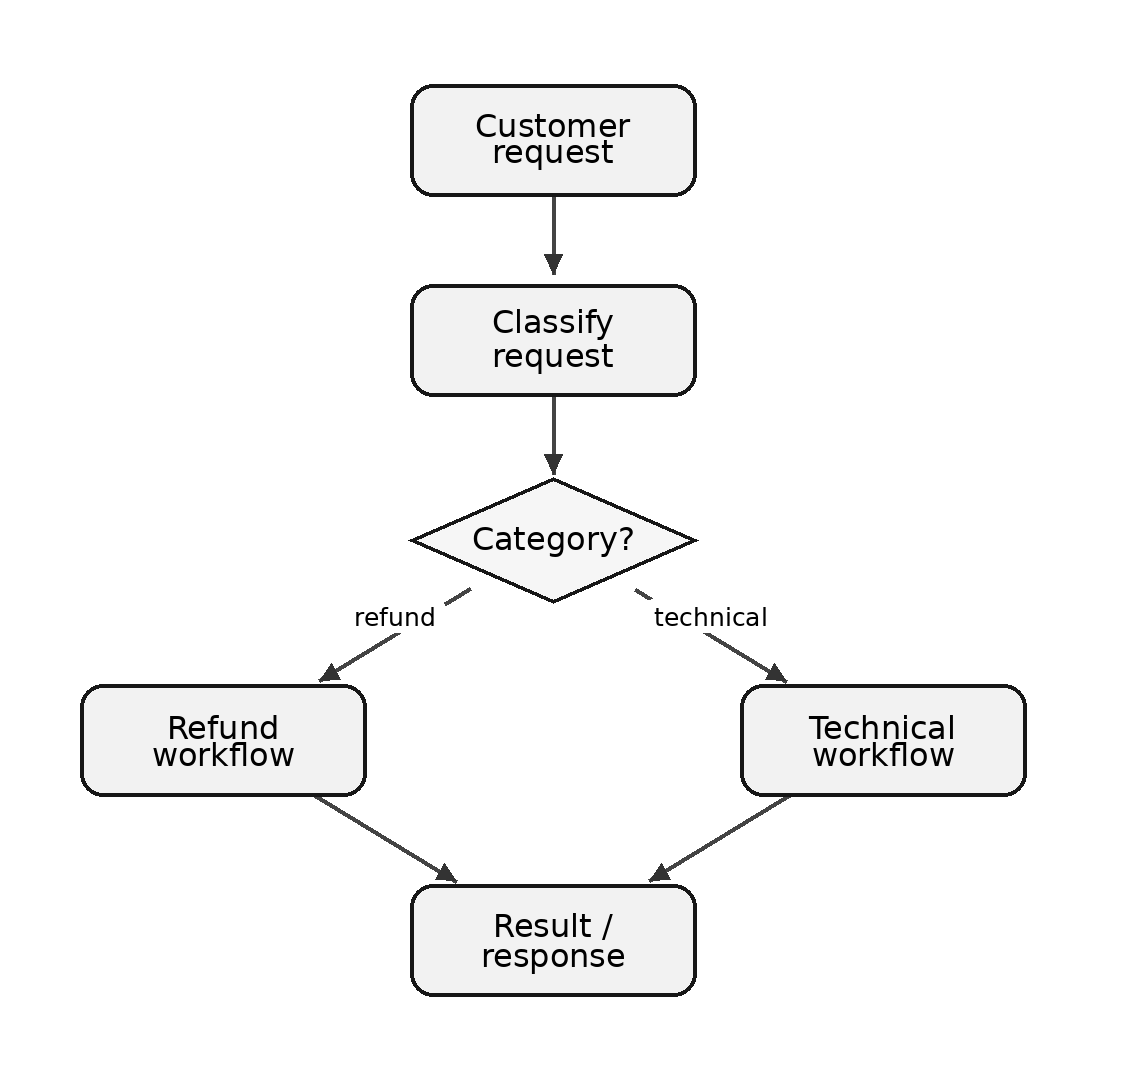 Customer
request
Classify
request
Category?
refund
technical
Refund
workflow
Technical
workflow
Result /
response